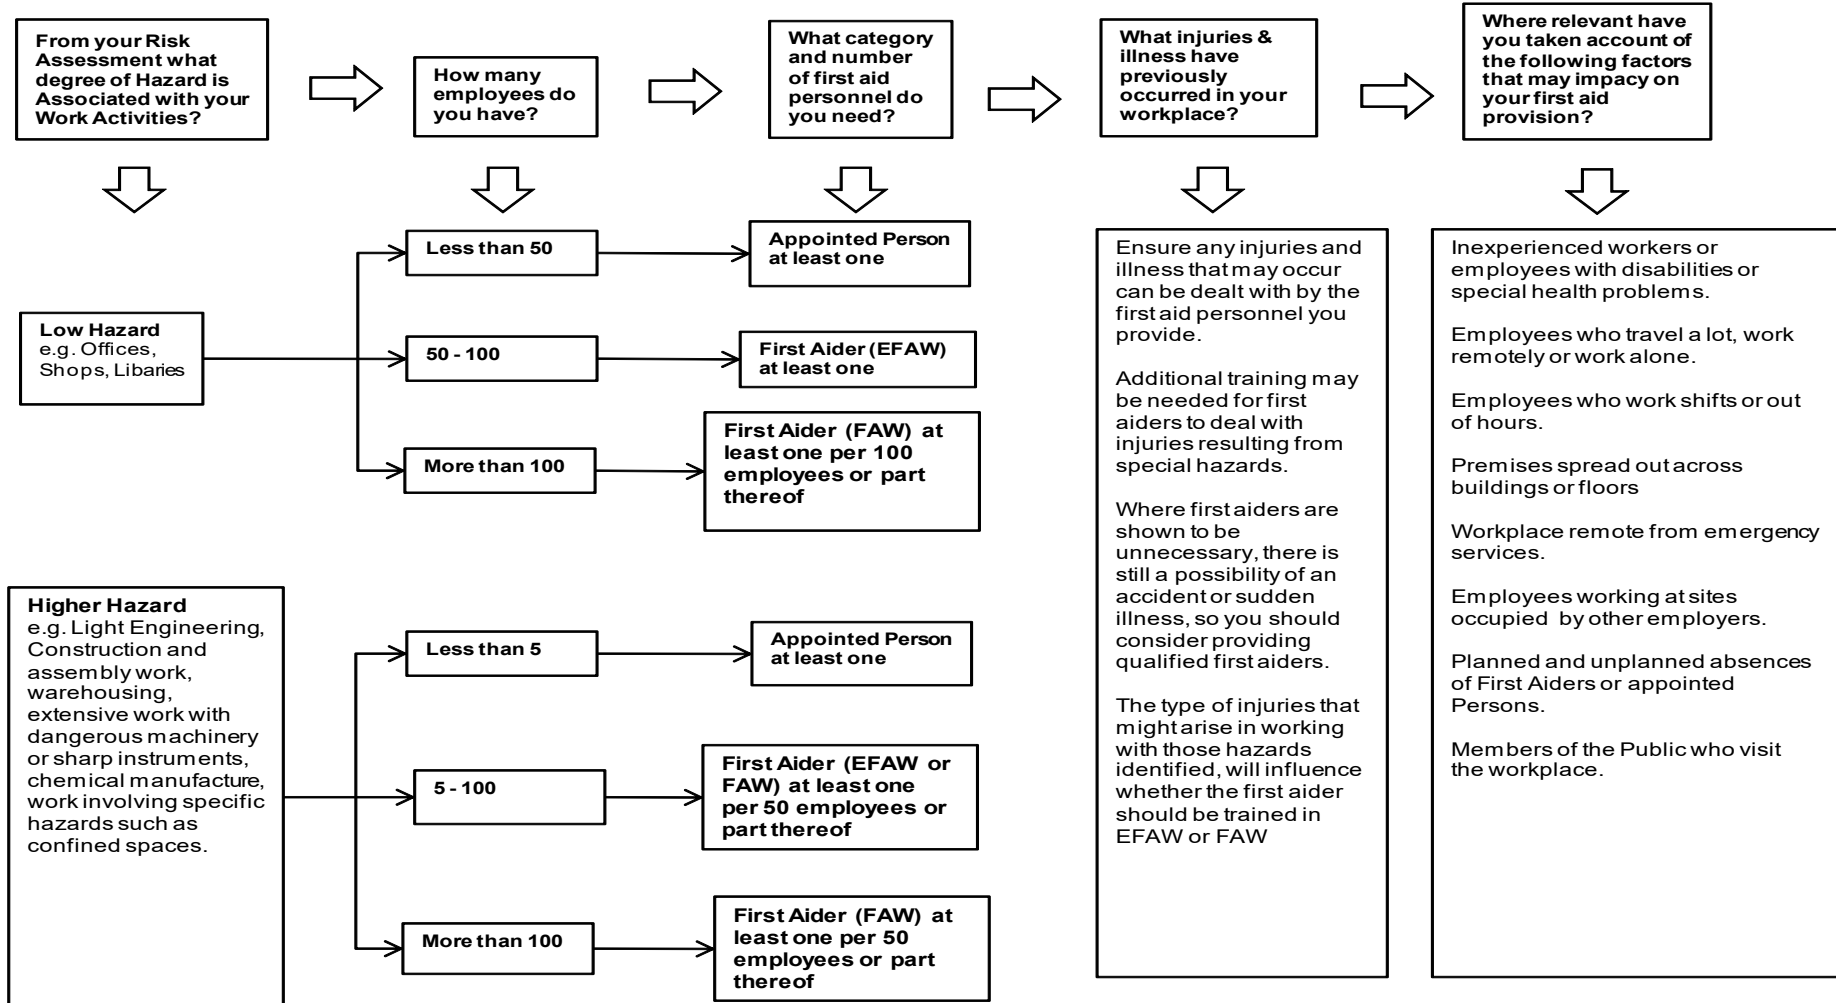 From your Risk
Assessment what
degree of Hazard is
Associated with your
Work Activities?
How many
employees do
you have?
What category
and number
of first aid
personnel do
you need?
What injuries &
illness have
previously
occurred in your
workplace?
Where relevant have
you taken account of
the following factors
that may impacy on
your first aid
provision?
Low Hazard
e.g. Offices,
Shops, Libaries
Less than 50
Appointed Person
at least one
50 - 100
First Aider (EFAW)
at least one
More than 100
First Aider (FAW) at
least one per 100
employees or part
thereof
Higher Hazard
e.g. Light Engineering,
Construction and
assembly work,
warehousing,
extensive work with
dangerous machinery
or sharp instruments,
chemical manufacture,
work involving specific
hazards such as
confined spaces.
Less than 5
Appointed Person
at least one
5 - 100
First Aider (EFAW or
FAW) at least one
per 50 employees or
part thereof
More than 100
First Aider (FAW) at
least one per 50
employees or part
thereof
Ensure any injuries and
illness that may occur
can be dealt with by the
first aid personnel you
provide.
Additional training may
be needed for first
aiders to deal with
injuries resulting from
special hazards.
Where first aiders are
shown to be
unnecessary, there is
still a possibility of an
accident or sudden
illness, so you should
consider providing
qualified first aiders.
The type of injuries that
might arise in working
with those hazards
identified, will influence
whether the first aider
should be trained in
EFAW or FAW
Inexperienced workers or
employees with disabilities or
special health problems.
Employees who travel a lot, work
remotely or work alone.
Employees who work shifts or out
of hours.
Premises spread out across
buildings or floors
Workplace remote from emergency
services.
Employees working at sites
occupied by other employers.
Planned and unplanned absences
of First Aiders or appointed
Persons.
Members of the Public who visit
the workplace.